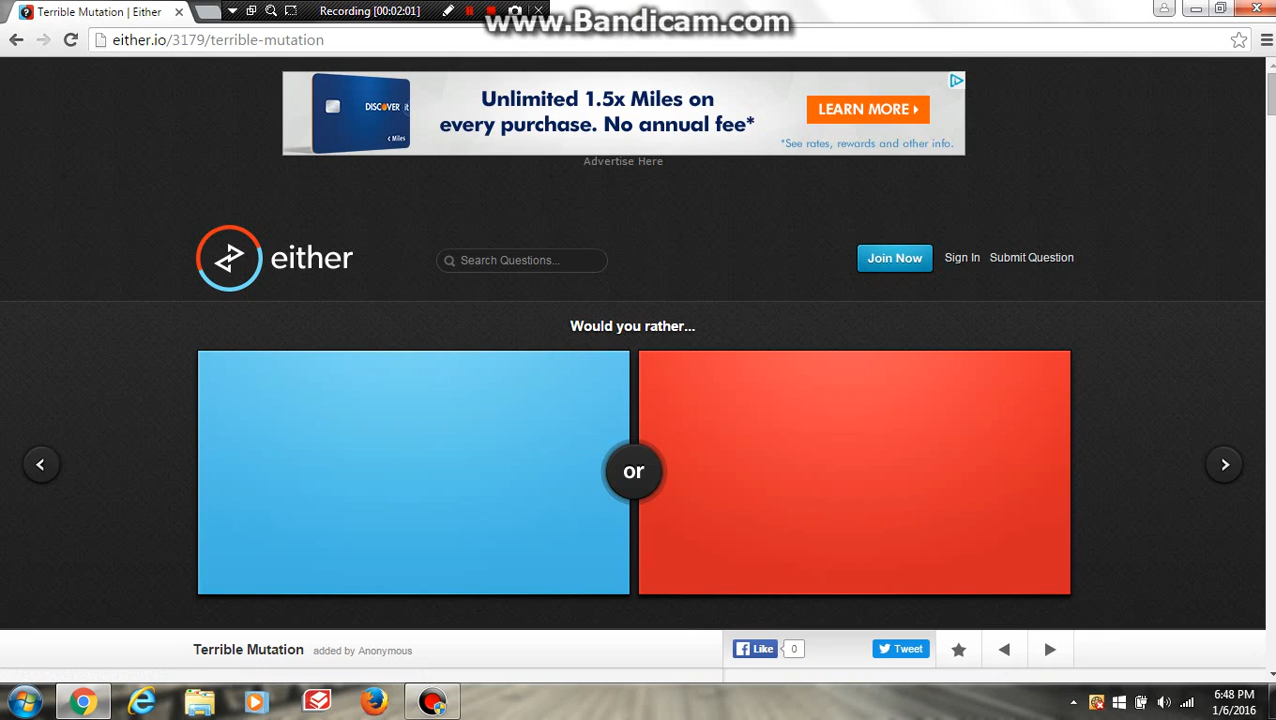 Terrible Mutation | Either
Recording [00:02:01]
www.Bandicam.com
either.io/3179/terrible-mutation
DISCOVER it
Miles
Unlimited 1.5x Miles on
every purchase. No annual fee*
LEARN MORE
*See rates, rewards and other info.
Advertise Here
either
Search Questions...
Join Now
Sign In
Submit Question
Would you rather...
or
Terrible Mutation
added by Anonymous
Like
0
Tweet
6:48 PM
1/6/2016